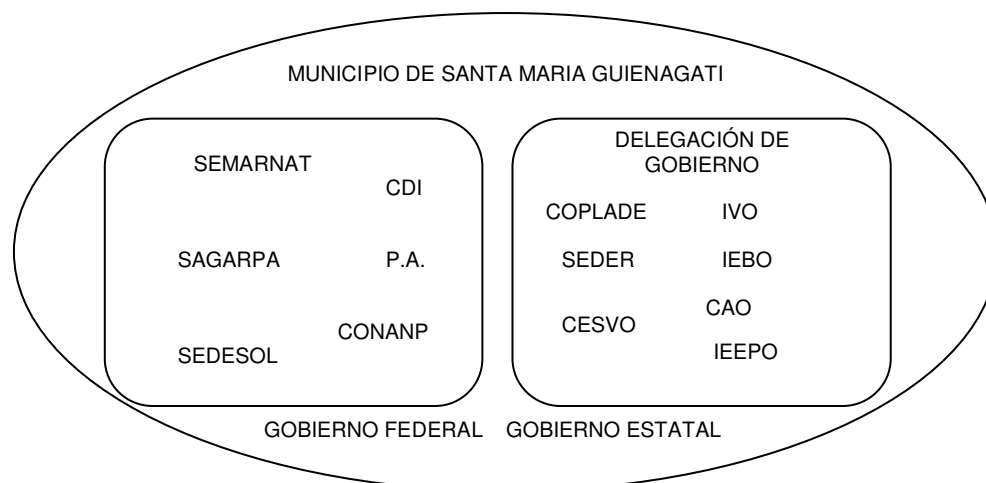 MUNICIPIO DE SANTA MARIA GUIENAGATI
SEMARNAT
CDI
SAGARPA
P.A.
CONANP
SEDESOL
DELEGACIÓN DE
GOBIERNO
COPLADE
IVO
SEDER
IEBO
CESVO
CAO
IEEPO
GOBIERNO FEDERAL
GOBIERNO ESTATAL